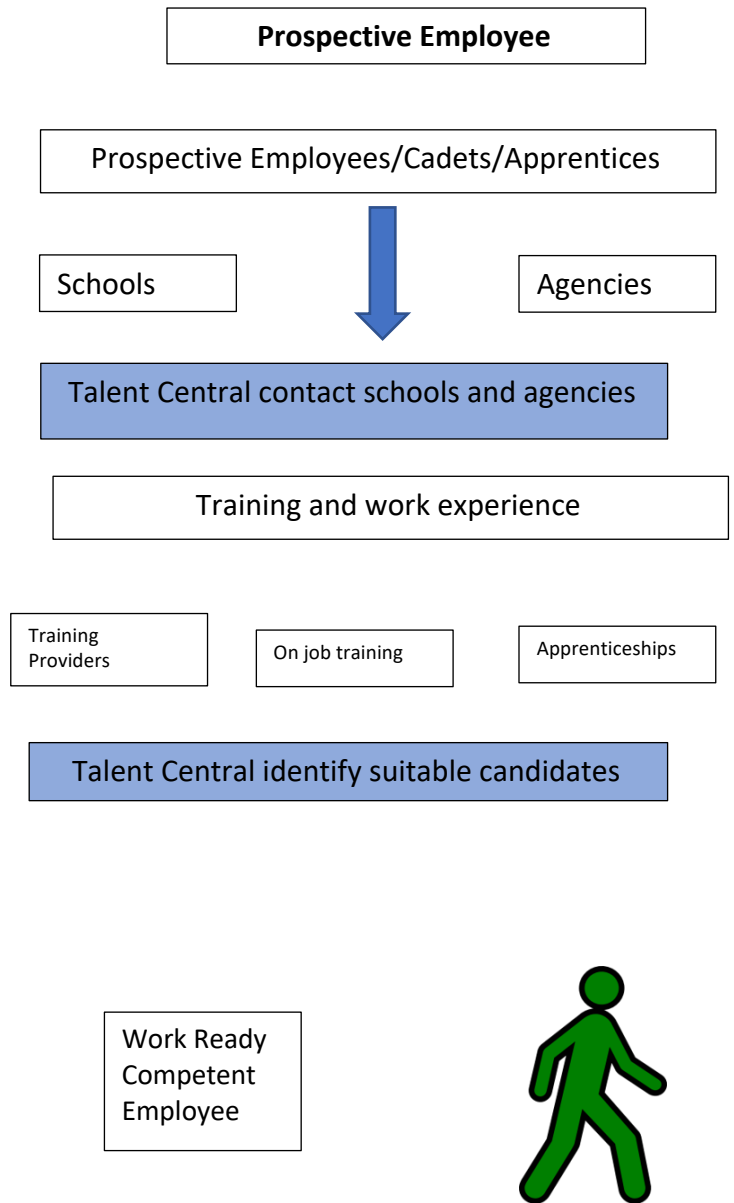 Prospective Employee
Prospective Employees/Cadets/Apprentices
Schools
Agencies
Talent Central contact schools and agencies
Training and work experience
Training
Providers
On job training
Apprenticeships
Talent Central identify suitable candidates
Work Ready
Competent
Employee